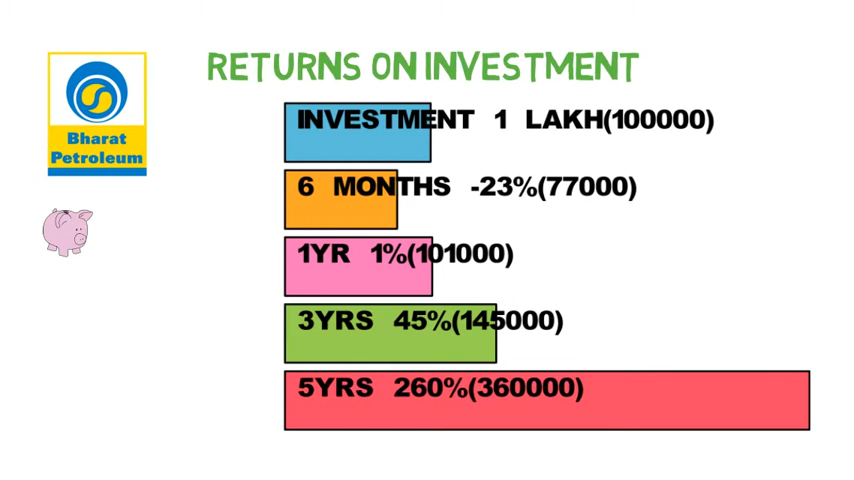 RETURNS ON INVESTMENT
Bharat
Petroleum
INVESTMENT 1 LAKH(100000)
6 MONTHS -23%(77000)
1YR 1%(101000)
3YRS 45%(145000)
5YRS 260%(360000)